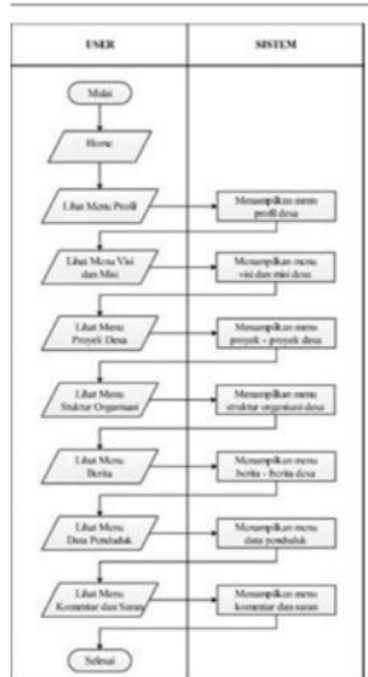 USER
SISTEM
Mulai
Home
Lihat Menu Profil
Menampilkan menu
profil desa
Lihat Menu Visi
dan Misi
Menampilkan menu
visi dan misi desa
Lihat Menu
Proyek Desa
Menampilkan menu
proyek - proyek desa
Lihat Menu
Stuktur Organisasi
Menampilkan menu
struktur organisasi desa
Lihat Menu
Berita
Menampilkan menu
berita - berita desa
Lihat Menu
Data Penduduk
Menampilkan menu
data penduduk
Lihat Menu
Komentar dan Saran
Menampilkan menu
komentar dan saran
Selesai